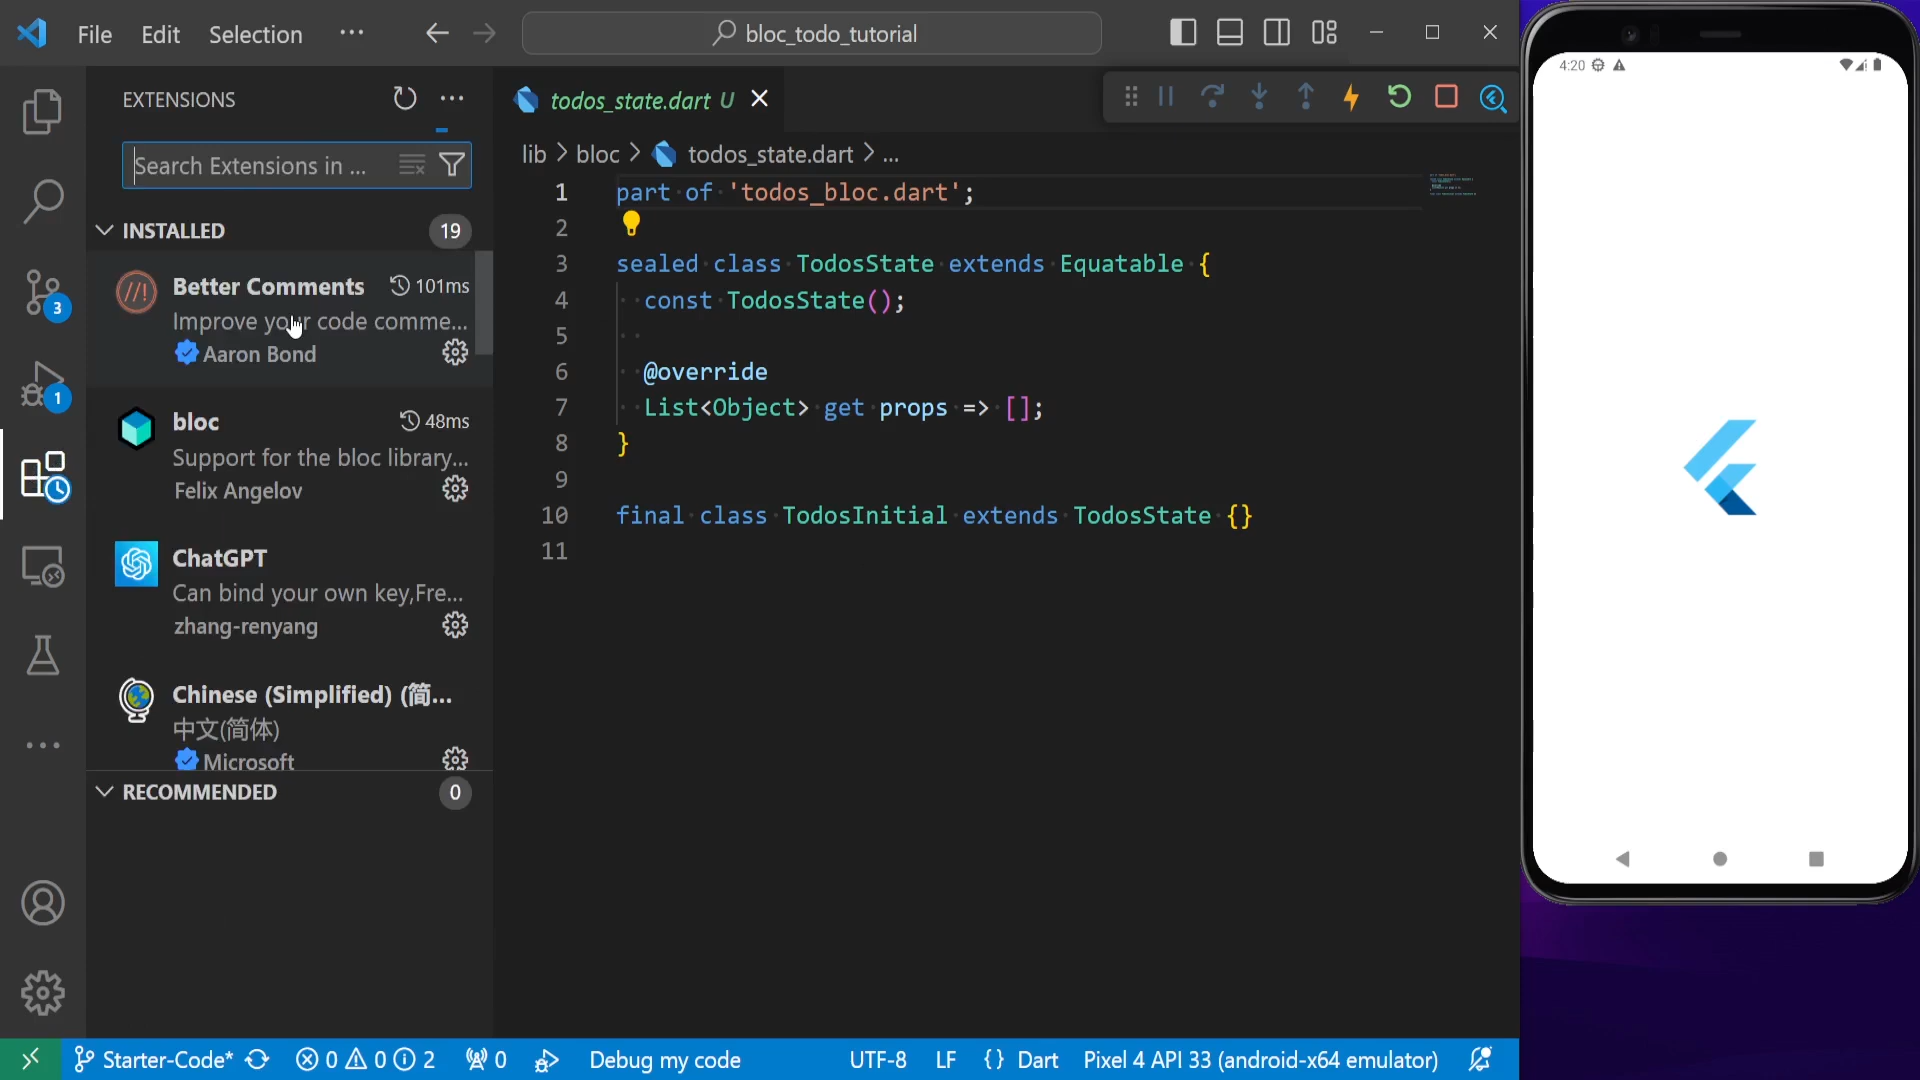 File Edit Selection ...
bloc_todo_tutorial
EXTENSIONS
Search Extensions in ...
INSTALLED 19
Better Comments 101ms
Improve your code comme...
Aaron Bond
bloc 48ms
Support for the bloc library...
Felix Angelov
ChatGPT
Can bind your own key,Fre...
zhang-renyang
Chinese (Simplified) (简...
中文(简体)
Microsoft
RECOMMENDED 0
3
1
todos_state.dart U
lib > bloc > todos_state.dart > ...
1 part of 'todos_bloc.dart';
2
3 sealed class TodosState extends Equatable {
4 const TodosState();
5
6 @override
7 List<Object> get props => [];
8 }
9
10 final class TodosInitial extends TodosState {}
11
4:20
Starter-Code* 0 0 2 0 Debug my code UTF-8 LF {} Dart Pixel 4 API 33 (android-x64 emulator)